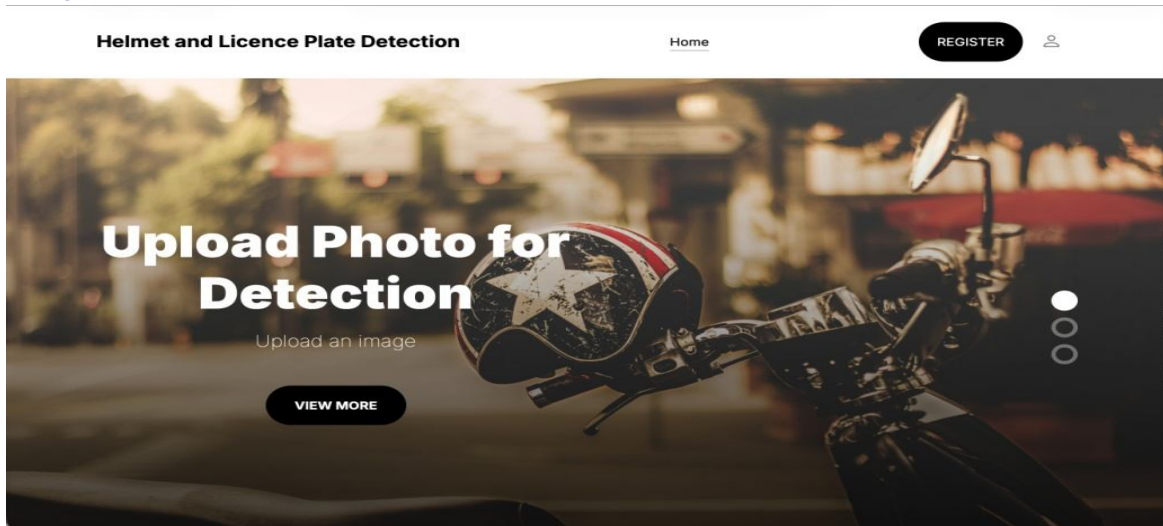 Helmet and Licence Plate Detection
Home
REGISTER
Upload Photo for
Detection
Upload an image
VIEW MORE